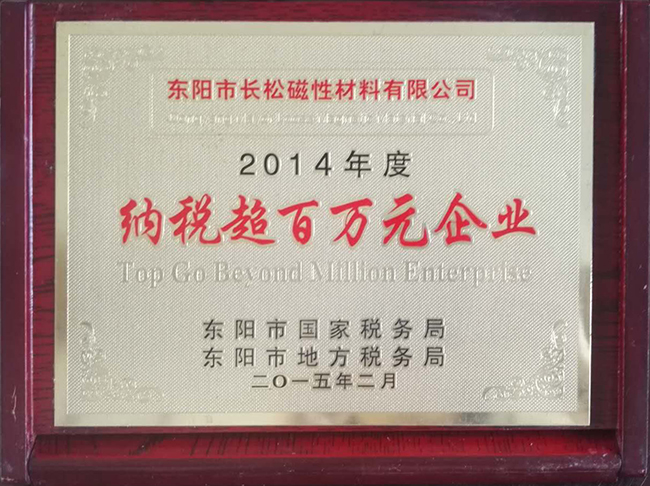 东阳市长松磁性材料有限公司
2014年度
纳税超百万元企业
Top Go Beyond Million Enterprise
东阳市国家税务局
东阳市地方税务局
二〇一五年二月